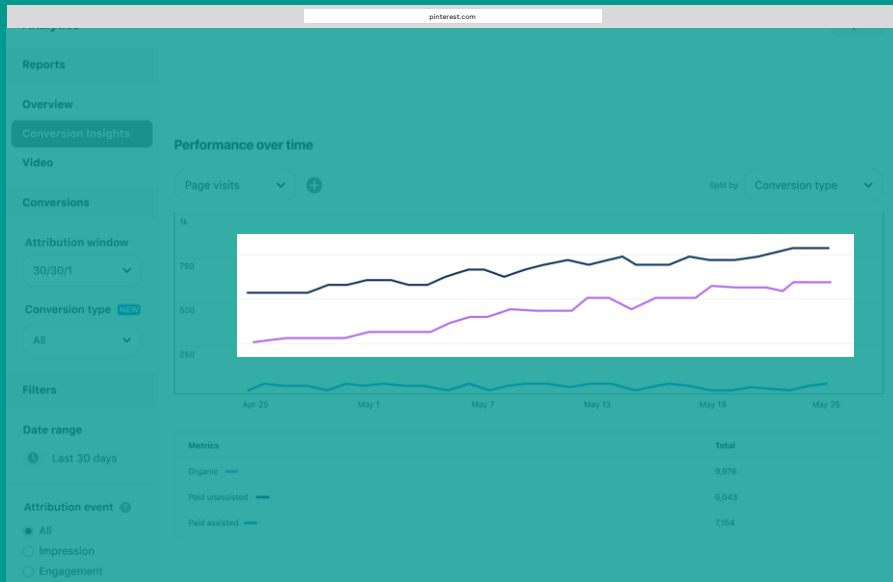 pinterest.com
Analytics
Reports
Overview
Conversion Insights
Video
Conversions
Attribution window
30/30/1
Conversion type NEW
All
Filters
Date range
Last 30 days
Attribution event ?
All
Impression
Engagement
Performance over time
Page visits
Split by Conversion type
1k
750
500
250
Apr 25 May 1 May 7 May 13 May 19 May 25
Metrics Total
Organic 9,976
Paid unassisted 6,043
Paid assisted 7,154